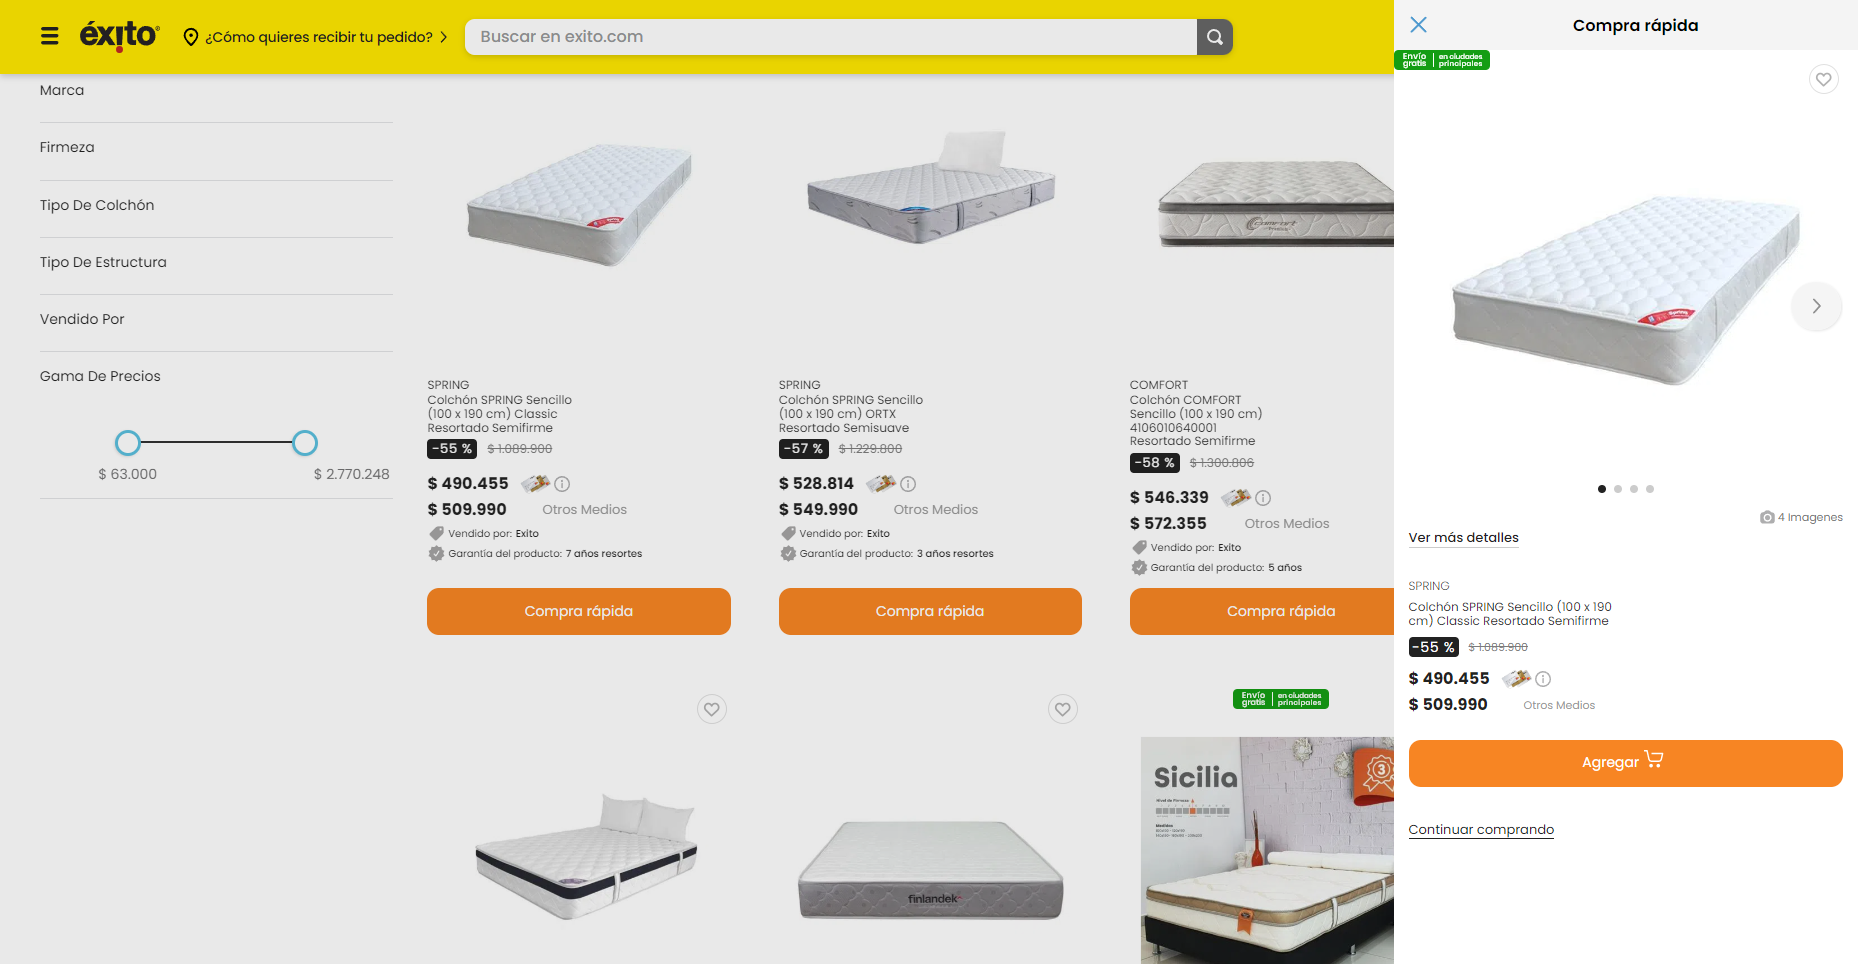 éxito
¿Cómo quieres recibir tu pedido?
Buscar en exito.com
Marca
Firmeza
Tipo De Colchón
Tipo De Estructura
Vendido Por
Gama De Precios
$ 63.000
$ 2.770.248
SPRING
Colchón SPRING Sencillo
(100 x 190 cm) Classic
Resortado Semifirme
-55 % $ 1.089.900
$ 490.455
$ 509.990 Otros Medios
Vendido por: Exito
Garantía del producto: 7 años resortes
Compra rápida
SPRING
Colchón SPRING Sencillo
(100 x 190 cm) ORTX
Resortado Semisuave
-57 % $ 1.229.800
$ 528.814
$ 549.990 Otros Medios
Vendido por: Exito
Garantía del producto: 3 años resortes
Compra rápida
comfort
COMFORT
Colchón COMFORT
Sencillo (100 x 190 cm)
4106010640001
Resortado Semifirme
-58 % $ 1.300.806
$ 546.339
$ 572.355 Otros Medios
Vendido por: Exito
Garantía del producto: 5 años
Compra rápida
finlandek
Envío gratis
en ciudades principales
Sicilia
Nivel de Firmeza
Medidas
3
Compra rápida
Envío gratis
en ciudades principales
Spring
4 Imagenes
Ver más detalles
SPRING
Colchón SPRING Sencillo (100 x 190
cm) Classic Resortado Semifirme
-55 % $ 1.089.900
$ 490.455
$ 509.990 Otros Medios
Agregar
Continuar comprando